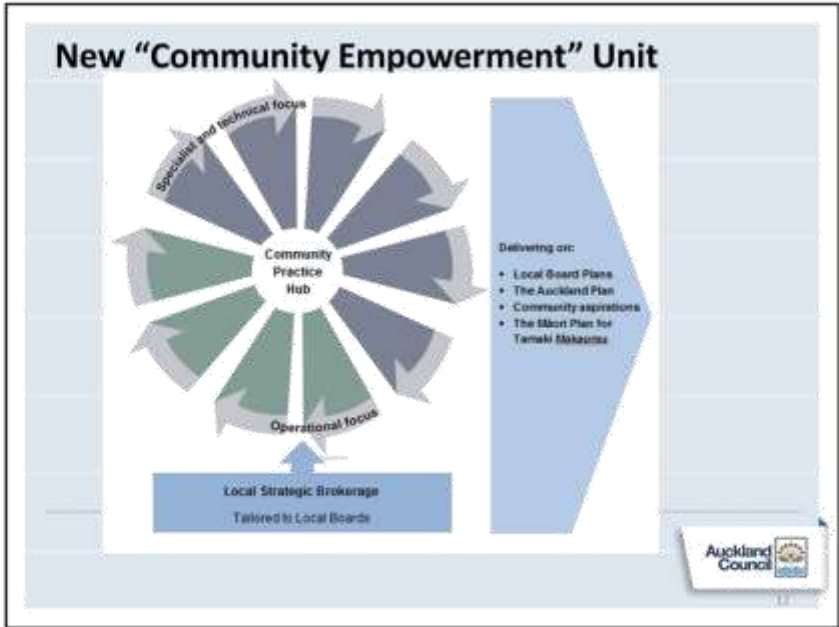 New “Community Empowerment” Unit
Specialist and technical focus
Community
Practice
Hub
Operational focus
Local Strategic Brokerage
Tailored to Local Boards
Delivering on:
• Local Board Plans
• The Auckland Plan
• Community aspirations
• The Māori Plan for
Tamaki Makaurau
Auckland
Council